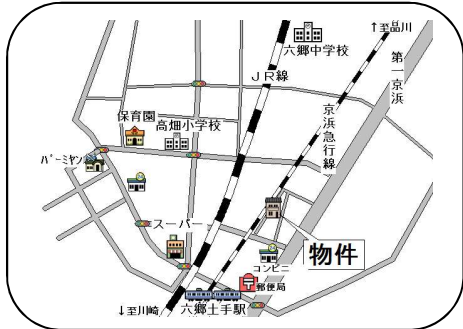 ↑至品川
六郷中学校
第一京浜
JR線
京浜急行線
保育園
高畑小学校
バーミヤン
スーパー
物件
コンビニ
郵便局
↓至川崎
六郷土手駅